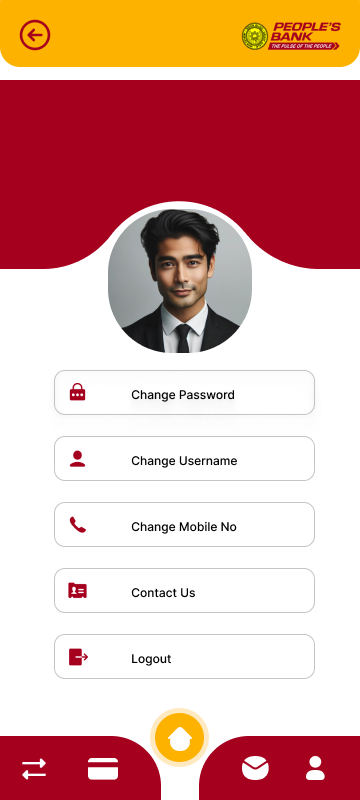 PEOPLE'S
BANK
THE PULSE OF THE PEOPLE
Change Password
Change Username
Change Mobile No
Contact Us
Logout